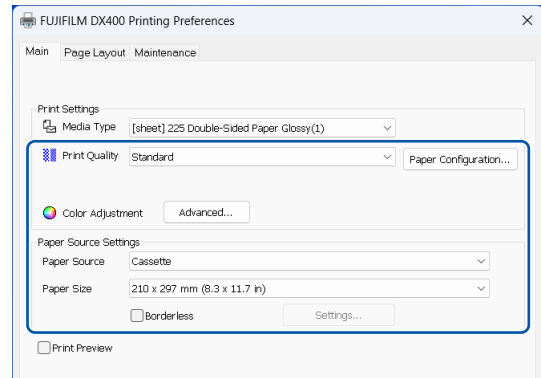 FUJIFILM DX400 Printing Preferences
Main Page Layout Maintenance
Print Settings
Media Type [sheet] 225 Double-Sided Paper Glossy(1)
Print Quality Standard Paper Configuration...
Color Adjustment Advanced...
Paper Source Settings
Paper Source Cassette
Paper Size 210 x 297 mm (8.3 x 11.7 in)
Borderless Settings...
Print Preview